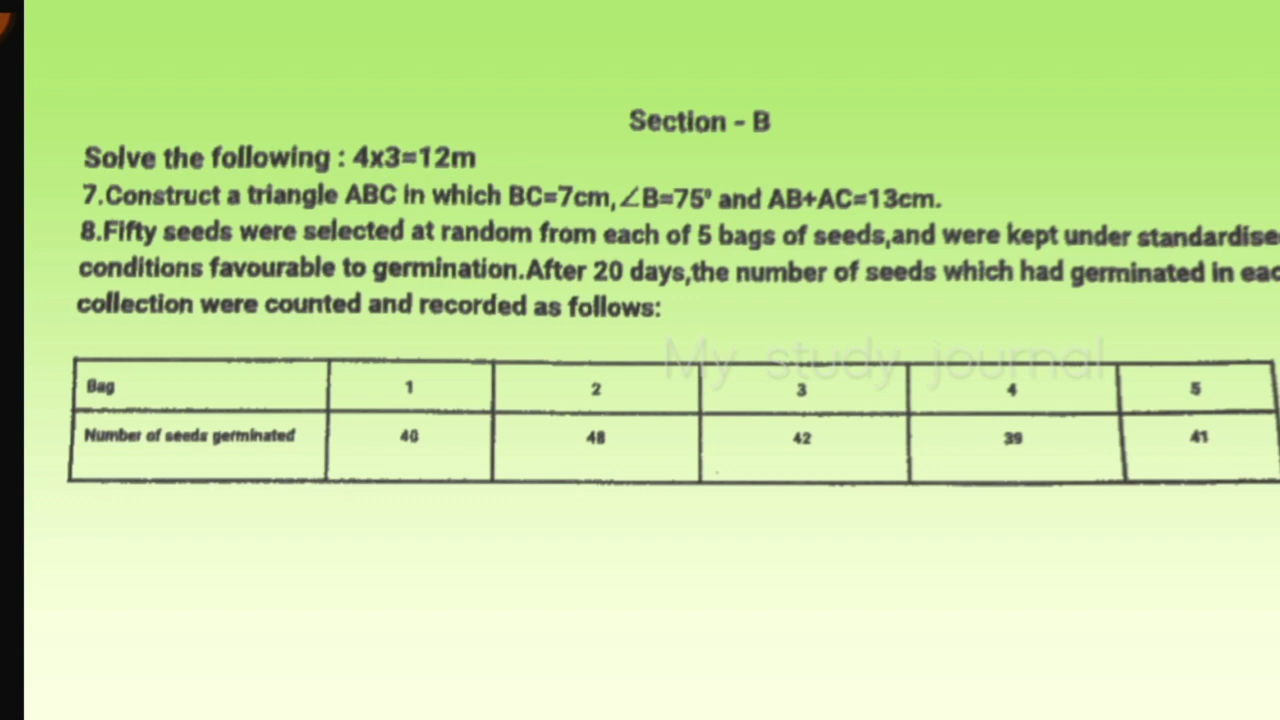 Section - B
Solve the following : 4x3=12m
7.Construct a triangle ABC in which BC=7cm,∠B=75° and AB+AC=13cm.
8.Fifty seeds were selected at random from each of 5 bags of seeds,and were kept under standardise
conditions favourable to germination.After 20 days,the number of seeds which had germinated in eac
collection were counted and recorded as follows:
My study journal
Bag 1 2 3 4 5
Number of seeds germinated 40 48 42 39 41